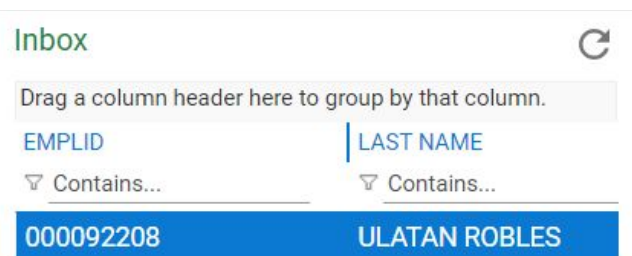 Inbox
Drag a column header here to group by that column.
EMPLID LAST NAME
Contains... Contains...
000092208 ULATAN ROBLES